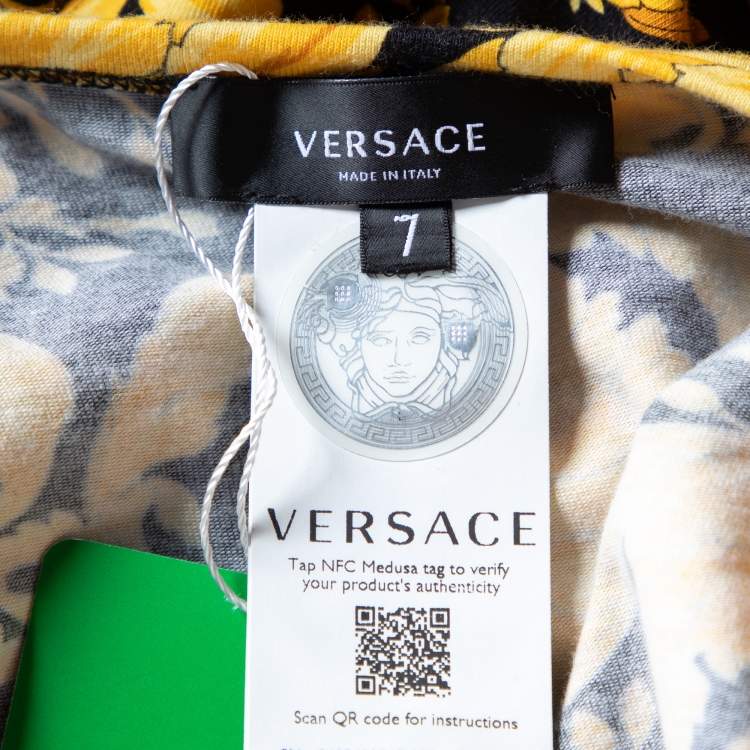 VERSACE
MADE IN ITALY
7
VERSACE
Tap NFC Medusa tag to verify
your product's authenticity
Scan QR code for instructions